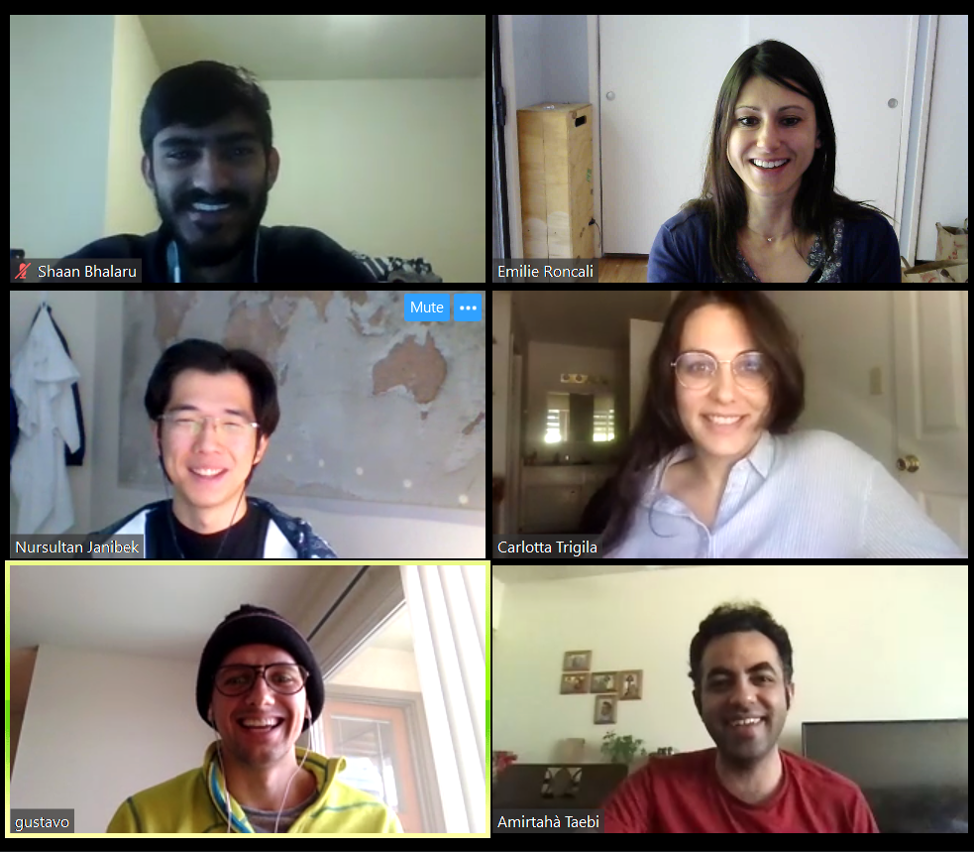 Shaan Bhalaru
Emilie Roncali
Mute
Nursultan Janibek
Carlotta Trigila
gustavo
Amirtahà Taebi